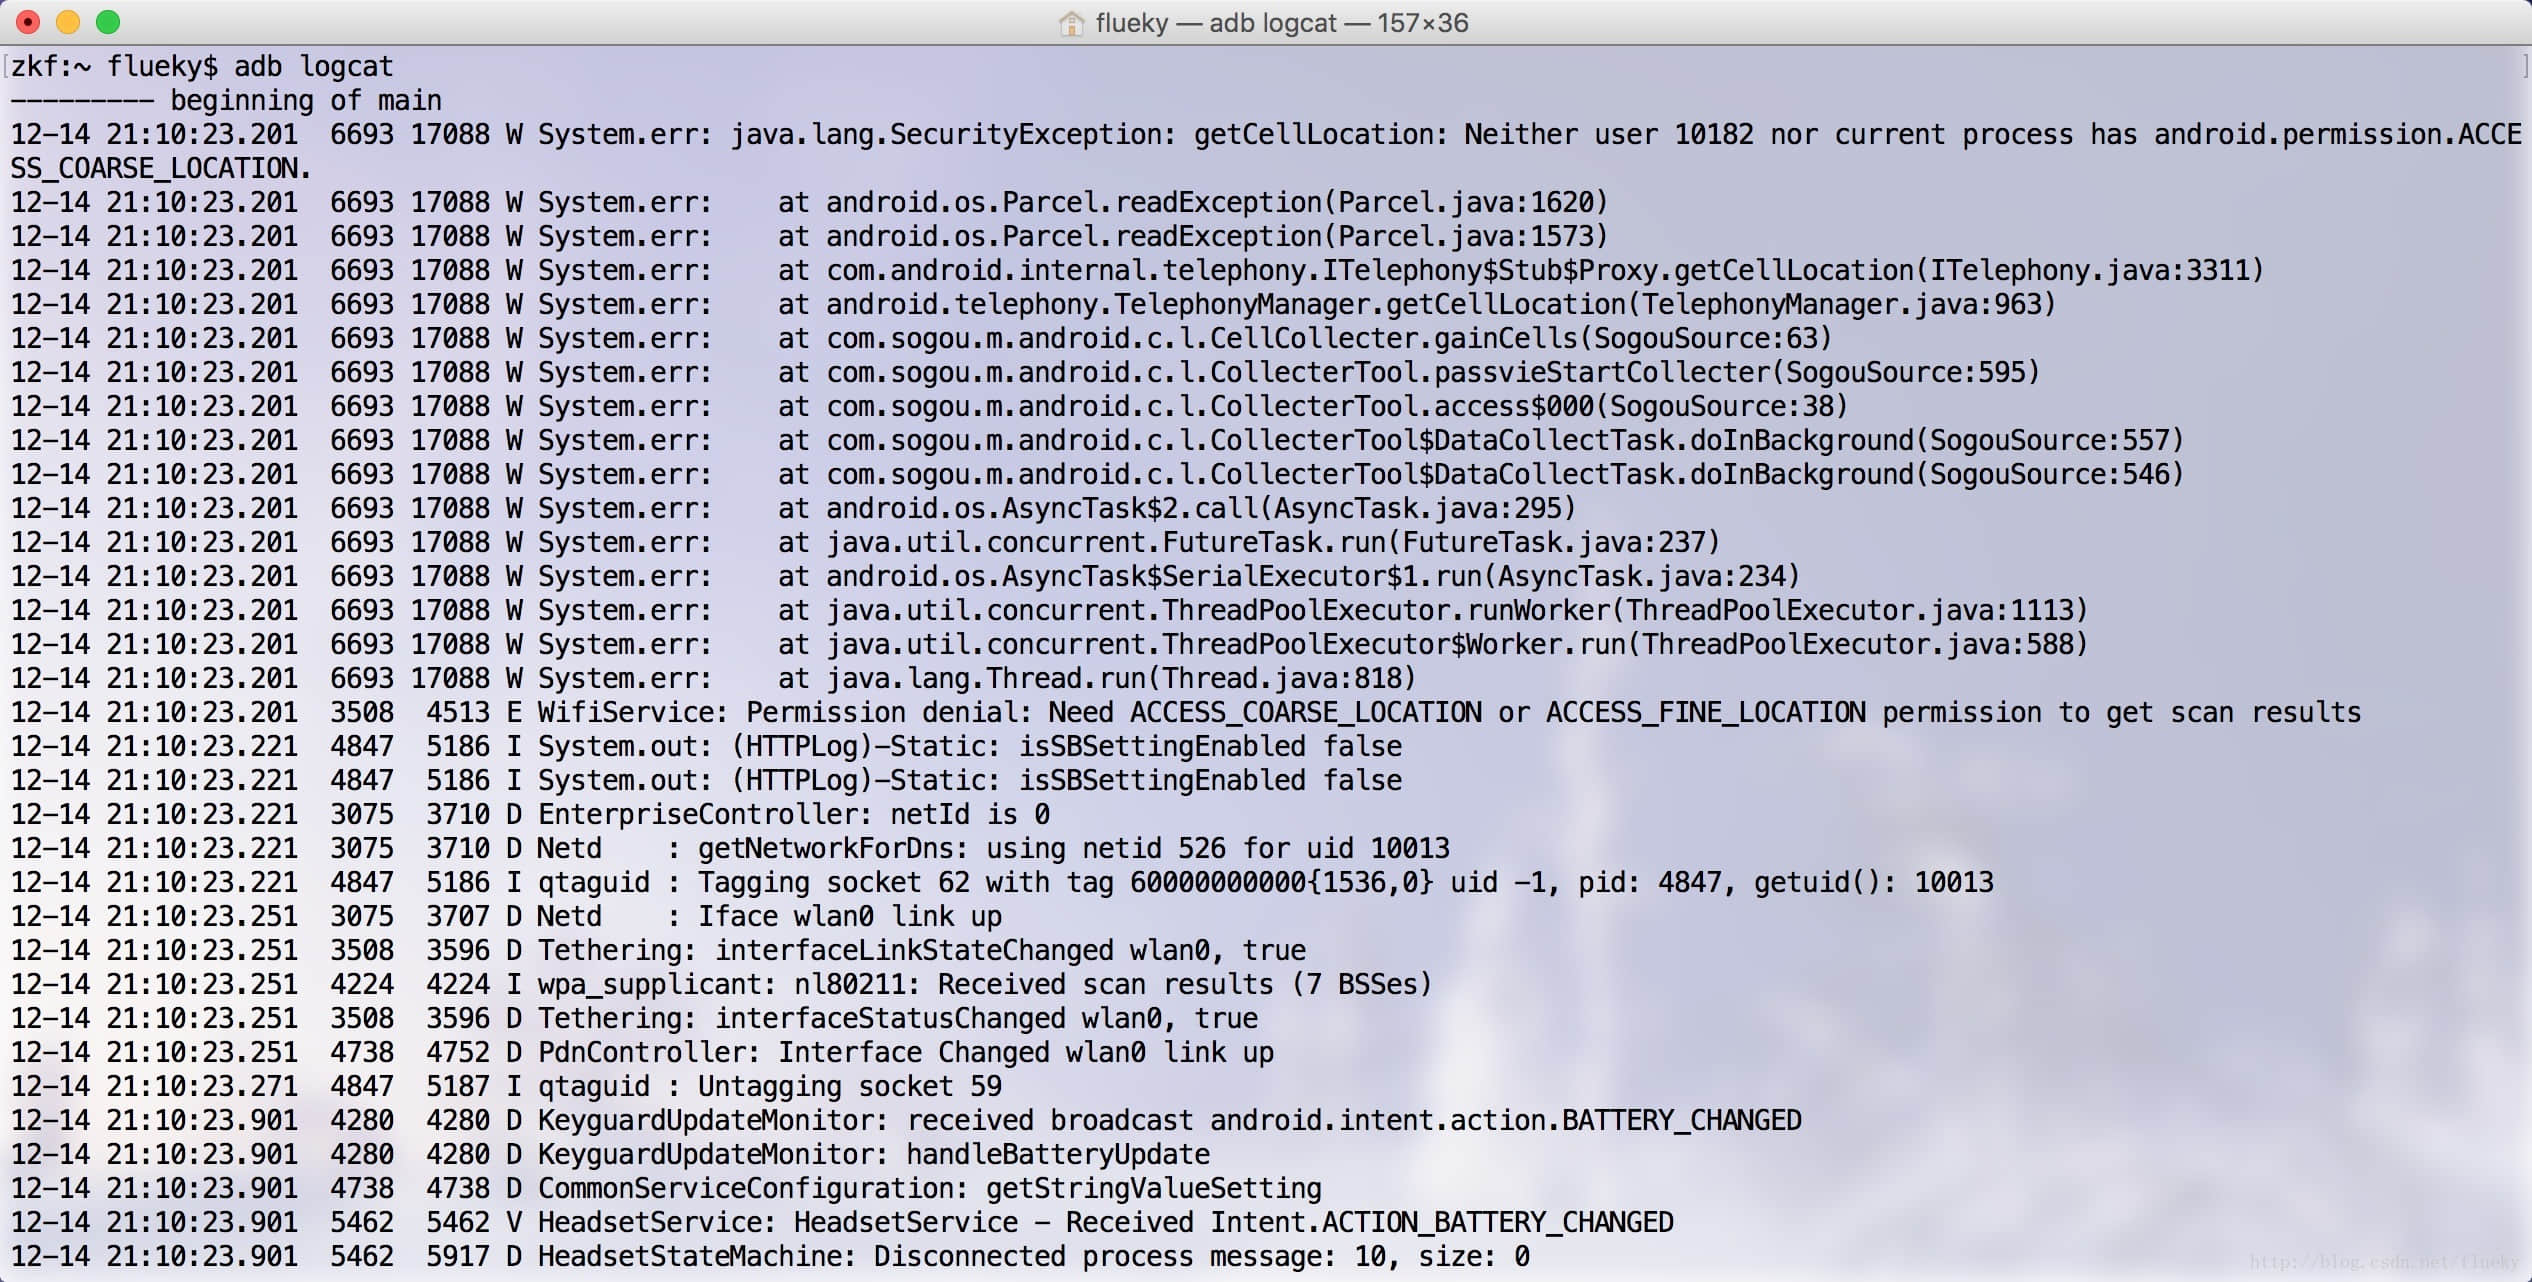 flueky — adb logcat — 157×36
[zkf:~ flueky$ adb logcat ]
--------- beginning of main
12-14 21:10:23.201  6693 17088 W System.err: java.lang.SecurityException: getCellLocation: Neither user 10182 nor current process has android.permission.ACCE
SS_COARSE_LOCATION.
12-14 21:10:23.201  6693 17088 W System.err:    at android.os.Parcel.readException(Parcel.java:1620)
12-14 21:10:23.201  6693 17088 W System.err:    at android.os.Parcel.readException(Parcel.java:1573)
12-14 21:10:23.201  6693 17088 W System.err:    at com.android.internal.telephony.ITelephony$Stub$Proxy.getCellLocation(ITelephony.java:3311)
12-14 21:10:23.201  6693 17088 W System.err:    at android.telephony.TelephonyManager.getCellLocation(TelephonyManager.java:963)
12-14 21:10:23.201  6693 17088 W System.err:    at com.sogou.m.android.c.l.CellCollecter.gainCells(SogouSource:63)
12-14 21:10:23.201  6693 17088 W System.err:    at com.sogou.m.android.c.l.CollecterTool.passvieStartCollecter(SogouSource:595)
12-14 21:10:23.201  6693 17088 W System.err:    at com.sogou.m.android.c.l.CollecterTool.access$000(SogouSource:38)
12-14 21:10:23.201  6693 17088 W System.err:    at com.sogou.m.android.c.l.CollecterTool$DataCollectTask.doInBackground(SogouSource:557)
12-14 21:10:23.201  6693 17088 W System.err:    at com.sogou.m.android.c.l.CollecterTool$DataCollectTask.doInBackground(SogouSource:546)
12-14 21:10:23.201  6693 17088 W System.err:    at android.os.AsyncTask$2.call(AsyncTask.java:295)
12-14 21:10:23.201  6693 17088 W System.err:    at java.util.concurrent.FutureTask.run(FutureTask.java:237)
12-14 21:10:23.201  6693 17088 W System.err:    at android.os.AsyncTask$SerialExecutor$1.run(AsyncTask.java:234)
12-14 21:10:23.201  6693 17088 W System.err:    at java.util.concurrent.ThreadPoolExecutor.runWorker(ThreadPoolExecutor.java:1113)
12-14 21:10:23.201  6693 17088 W System.err:    at java.util.concurrent.ThreadPoolExecutor$Worker.run(ThreadPoolExecutor.java:588)
12-14 21:10:23.201  6693 17088 W System.err:    at java.lang.Thread.run(Thread.java:818)
12-14 21:10:23.201  3508  4513 E WifiService: Permission denial: Need ACCESS_COARSE_LOCATION or ACCESS_FINE_LOCATION permission to get scan results
12-14 21:10:23.221  4847  5186 I System.out: (HTTPLog)-Static: isSBSettingEnabled false
12-14 21:10:23.221  4847  5186 I System.out: (HTTPLog)-Static: isSBSettingEnabled false
12-14 21:10:23.221  3075  3710 D EnterpriseController: netId is 0
12-14 21:10:23.221  3075  3710 D Netd    : getNetworkForDns: using netid 526 for uid 10013
12-14 21:10:23.221  4847  5186 I qtaguid : Tagging socket 62 with tag 60000000000{1536,0} uid -1, pid: 4847, getuid(): 10013
12-14 21:10:23.251  3075  3707 D Netd    : Iface wlan0 link up
12-14 21:10:23.251  3508  3596 D Tethering: interfaceLinkStateChanged wlan0, true
12-14 21:10:23.251  4224  4224 I wpa_supplicant: nl80211: Received scan results (7 BSSes)
12-14 21:10:23.251  3508  3596 D Tethering: interfaceStatusChanged wlan0, true
12-14 21:10:23.251  4738  4752 D PdnController: Interface Changed wlan0 link up
12-14 21:10:23.271  4847  5187 I qtaguid : Untagging socket 59
12-14 21:10:23.901  4280  4280 D KeyguardUpdateMonitor: received broadcast android.intent.action.BATTERY_CHANGED
12-14 21:10:23.901  4280  4280 D KeyguardUpdateMonitor: handleBatteryUpdate
12-14 21:10:23.901  4738  4738 D CommonServiceConfiguration: getStringValueSetting
12-14 21:10:23.901  5462  5462 V HeadsetService: HeadsetService - Received Intent.ACTION_BATTERY_CHANGED
12-14 21:10:23.901  5462  5917 D HeadsetStateMachine: Disconnected process message: 10, size: 0
http://blog.csdn.net/flueky